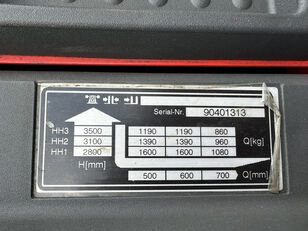 Serial-Nr. 90401313
HH3 3500 1190 1190 860
HH2 3100 1390 1390 960 Q[kg]
HH1 2800 1600 1600 1080
H[mm] 500 600 700 Q[mm]